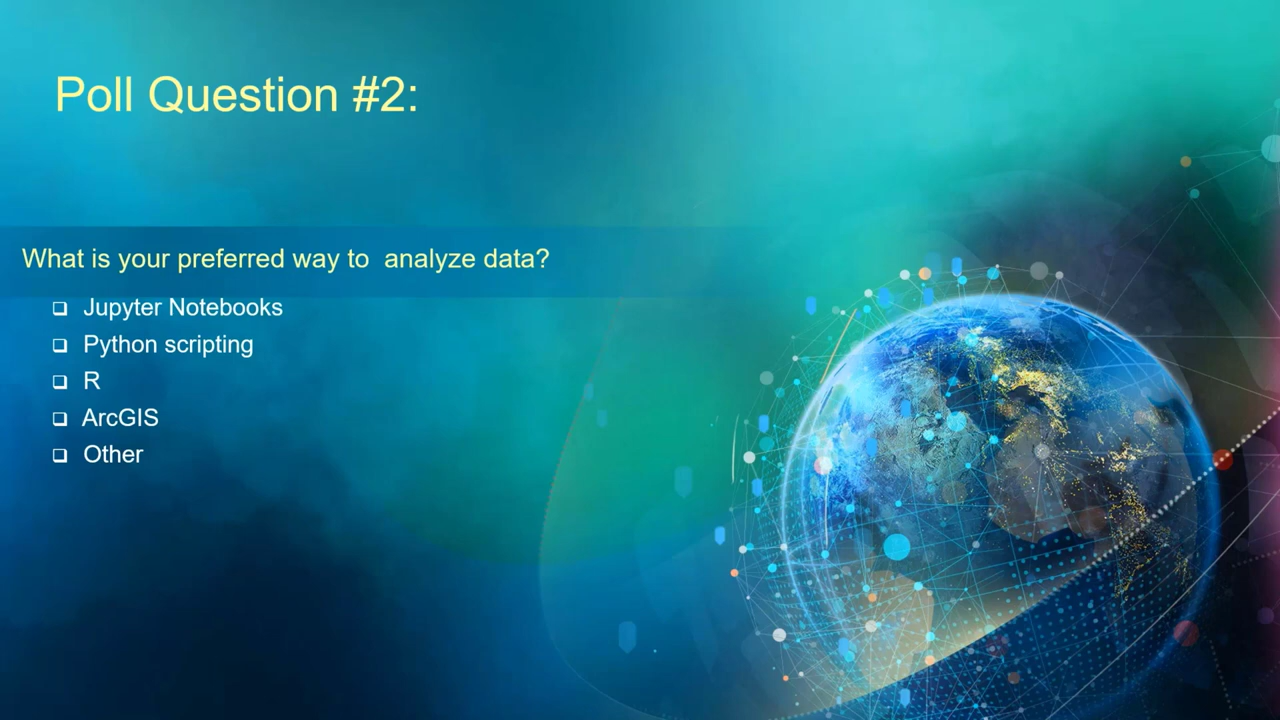 Poll Question #2:
What is your preferred way to  analyze data?
❑ Jupyter Notebooks
❑ Python scripting
❑ R
❑ ArcGIS
❑ Other